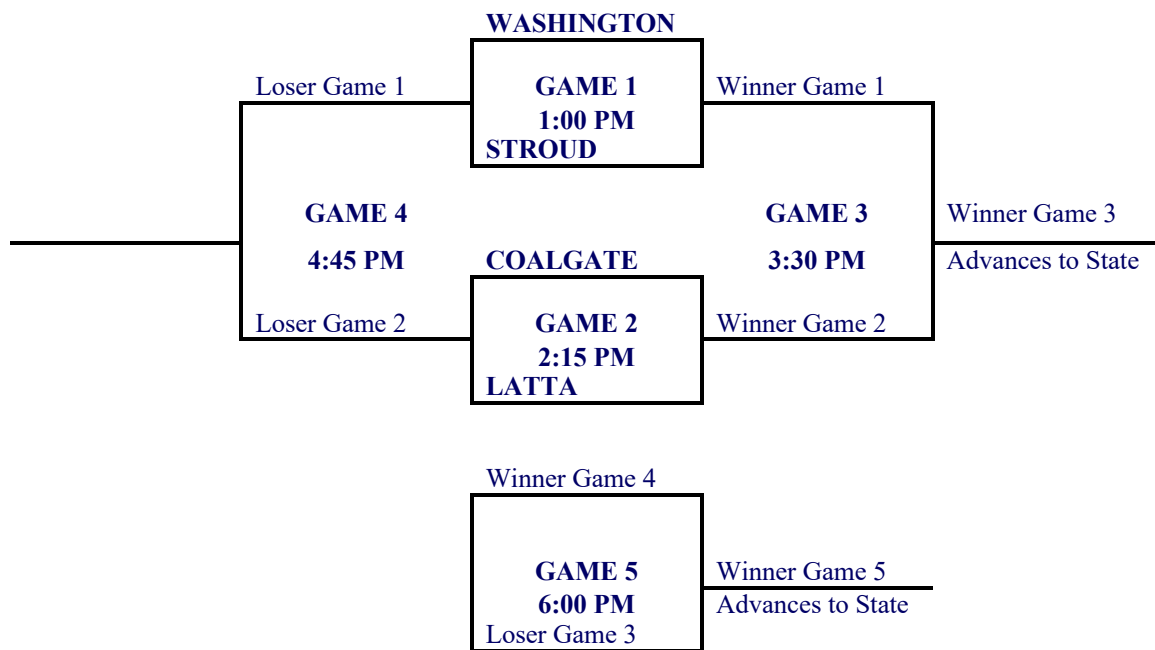 WASHINGTON
Loser Game 1
GAME 1
Winner Game 1
1:00 PM
STROUD
GAME 4
GAME 3
Winner Game 3
4:45 PM
COALGATE
3:30 PM
Advances to State
Loser Game 2
GAME 2
Winner Game 2
2:15 PM
LATTA
Winner Game 4
GAME 5
Winner Game 5
6:00 PM
Advances to State
Loser Game 3